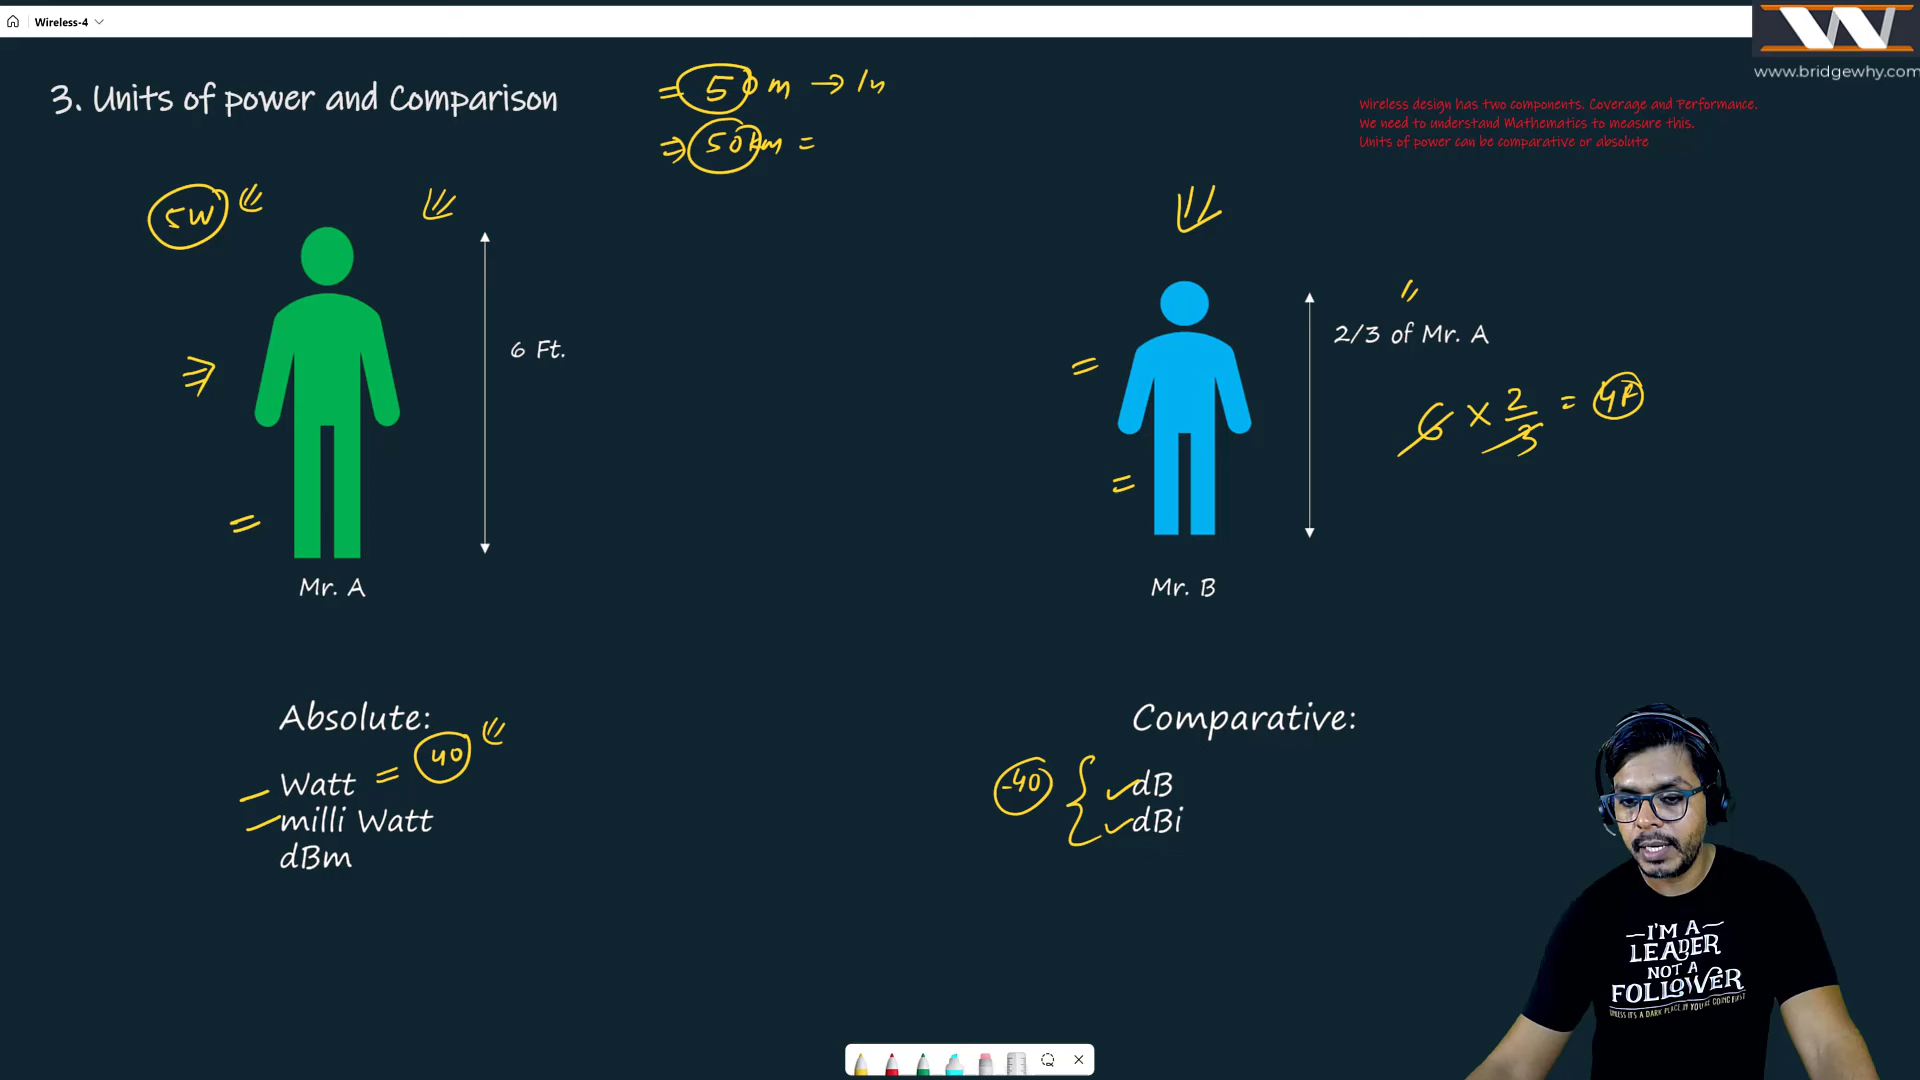 Wireless-4
W
www.bridgewhy.com
3. Units of power and Comparison
= 50 m →
⇒ 50 km =
Wireless design has two components. Coverage and Performance.
We need to understand Mathematics to measure this.
Units of power can be comparative or absolute
5W
6 Ft.
2/3 of Mr. A
6 × 2/3 = 4F
Mr. A
Mr. B
Absolute:
Watt = 40
milli Watt
dBm
Comparative:
-40
dB
dBi
I'M A
LEADER
NOT A
FOLLOWER